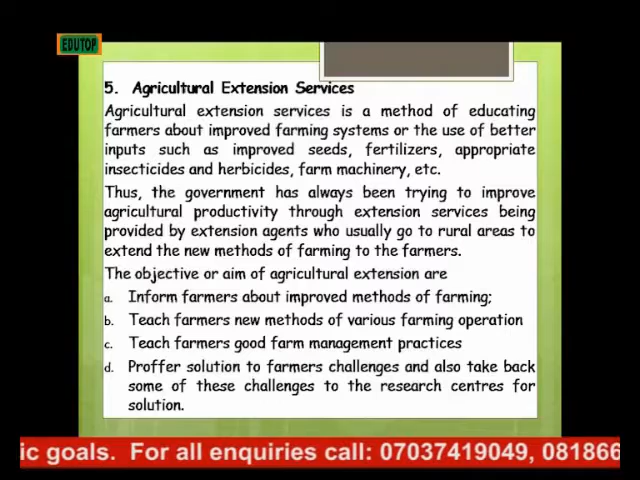 EDUTOP
5. Agricultural Extension Services
Agricultural extension services is a method of educating
farmers about improved farming systems or the use of better
inputs such as improved seeds, fertilizers, appropriate
insecticides and herbicides, farm machinery, etc.
Thus, the government has always been trying to improve
agricultural productivity through extension services being
provided by extension agents who usually go to rural areas to
extend the new methods of farming to the farmers.
The objective or aim of agricultural extension are
a. Inform farmers about improved methods of farming;
b. Teach farmers new methods of various farming operation
c. Teach farmers good farm management practices
d. Proffer solution to farmers challenges and also take back
some of these challenges to the research centres for
solution.
ic goals. For all enquiries call: 07037419049, 081866